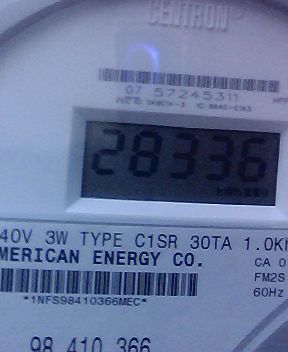 CENTRON®
07 57245311
28336
kWh
40V 3W TYPE C1SR 30TA 1.0Kh
MERICAN ENERGY CO.
CA 0
FM2S
60Hz
*1NFS98410366MEC*
98 410 366